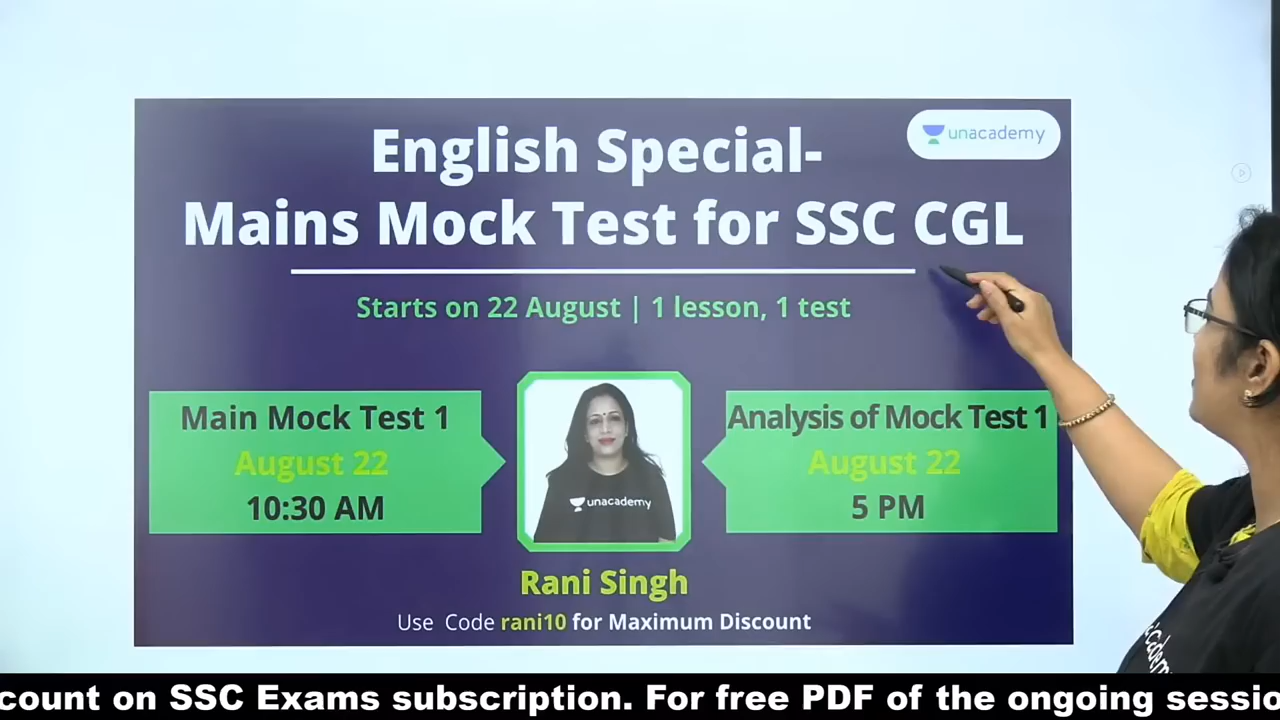 unacademy
English Special-
Mains Mock Test for SSC CGL
Starts on 22 August | 1 lesson, 1 test
Main Mock Test 1
August 22
10:30 AM
unacademy
Analysis of Mock Test 1
August 22
5 PM
Rani Singh
Use Code rani10 for Maximum Discount
cademy
count on SSC Exams subscription. For free PDF of the ongoing sessio